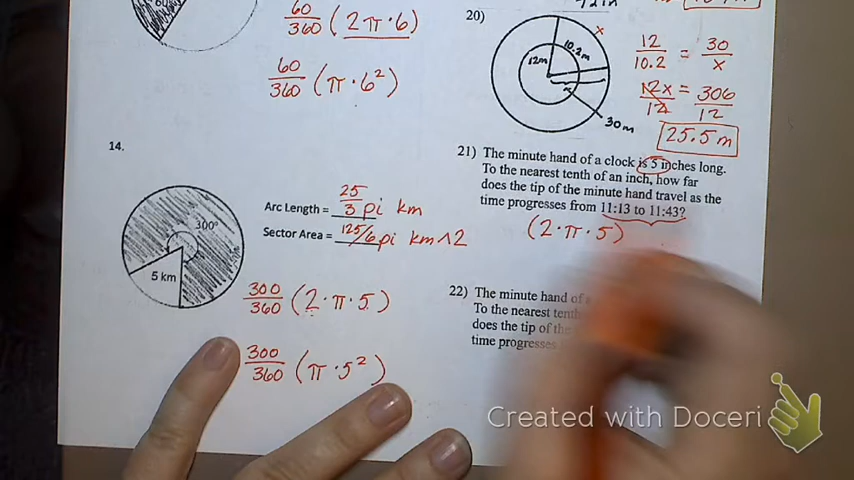 60
360 (2π·6)
60
360 (π·6²)
14.
300°
5 km
Arc Length = 25/3 pi km
Sector Area = 125/6 pi km^2
300
360 (2·π·5)
300
360 (π·5²)
20)
12m
10.2m
x
x
30m
12 = 30
10.2 x
12x = 306
12 12
25.5 m
21) The minute hand of a clock is 5 inches long.
To the nearest tenth of an inch, how far
does the tip of the minute hand travel as the
time progresses from 11:13 to 11:43?
(2·π·5)
22) The minute hand of
To the nearest tenth
does the tip of the
time progresses
Created with Doceri